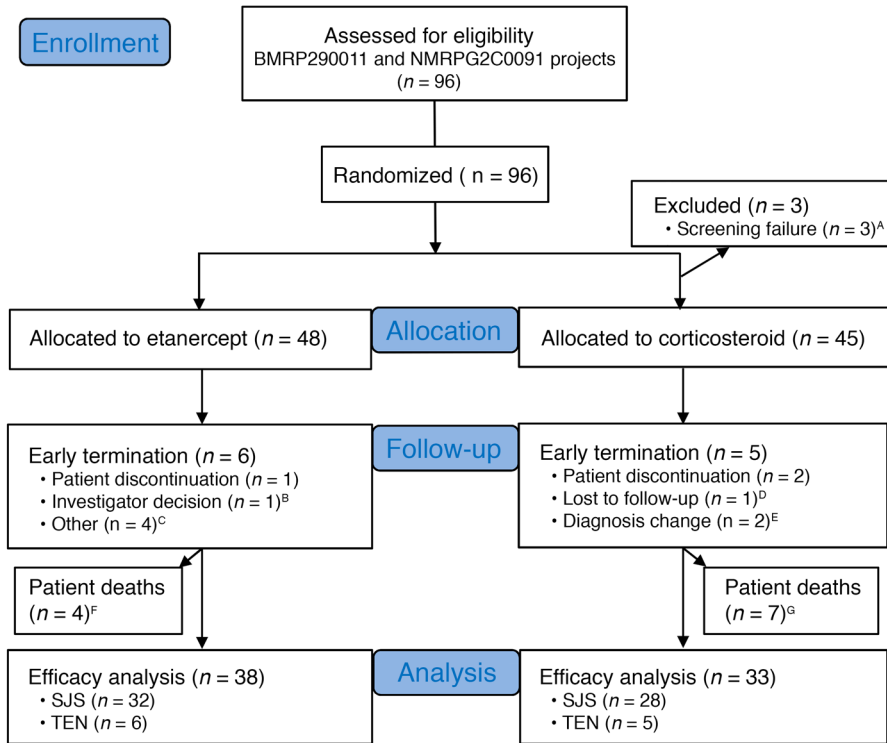 Enrollment
Assessed for eligibility
BMRP290011 and NMRPG2C0091 projects
(n = 96)
Randomized ( n = 96)
Excluded (n = 3)
• Screening failure (n = 3)A
Allocated to etanercept (n = 48)
Allocation
Allocated to corticosteroid (n = 45)
Early termination (n = 6)
• Patient discontinuation (n = 1)
• Investigator decision (n = 1)B
• Other (n = 4)C
Follow-up
Early termination (n = 5)
• Patient discontinuation (n = 2)
• Lost to follow-up (n = 1)D
• Diagnosis change (n = 2)E
Patient deaths
(n = 4)F
Patient deaths
(n = 7)G
Efficacy analysis (n = 38)
• SJS (n = 32)
• TEN (n = 6)
Analysis
Efficacy analysis (n = 33)
• SJS (n = 28)
• TEN (n = 5)